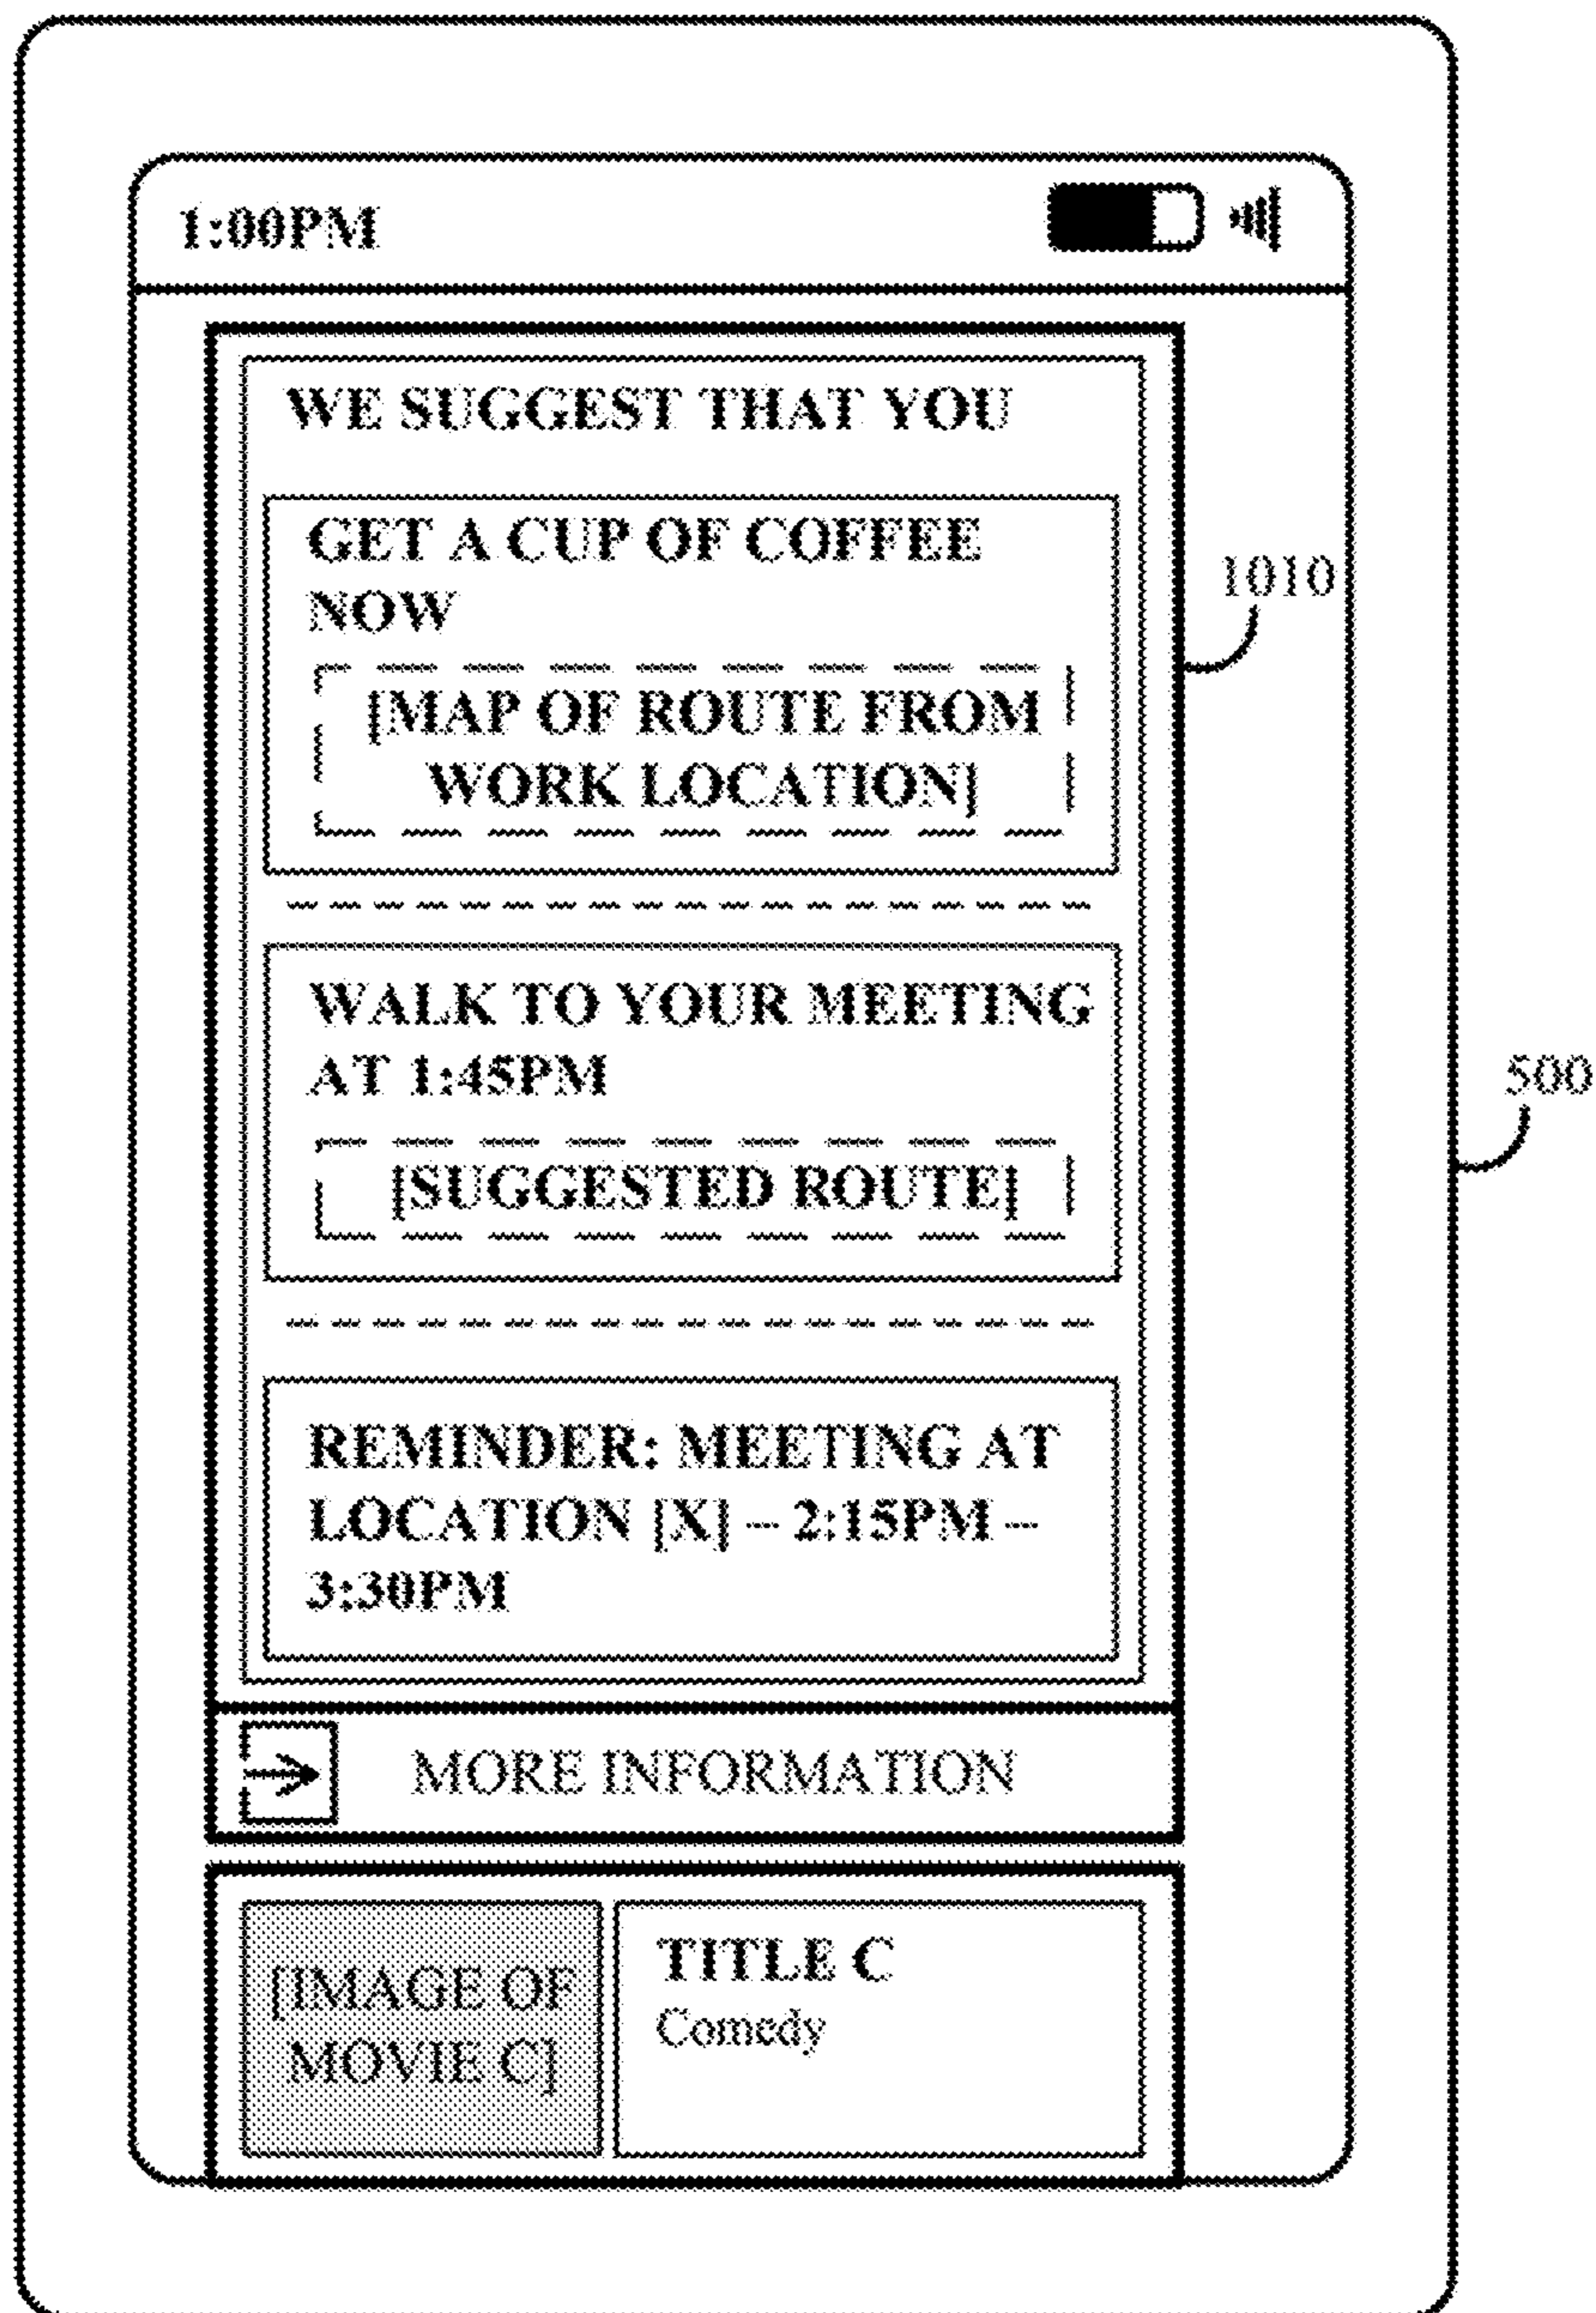 1:00PM
WE SUGGEST THAT YOU
GET A CUP OF COFFEE
NOW
1010
[MAP OF ROUTE FROM
WORK LOCATION]
WALK TO YOUR MEETING
AT 1:45PM
500
[SUGGESTED ROUTE]
REMINDER: MEETING AT
LOCATION [X] – 2:15PM –
3:30PM
MORE INFORMATION
[IMAGE OF
MOVIE C]
TITLE C
Comedy